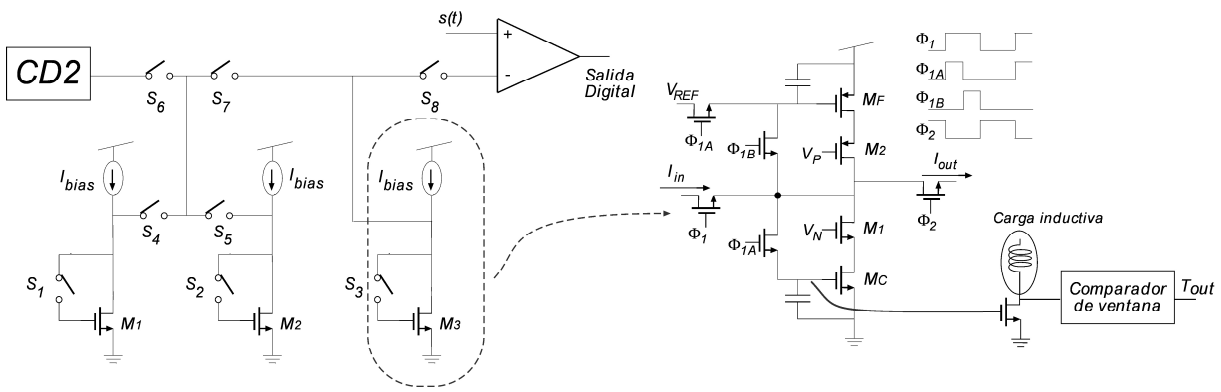 s(t)
+
-
CD2
Salida
Digital
S6
S7
S8
Ibias
Ibias
Ibias
S4
S5
S1
S2
S3
M1
M2
M3
VREF
Φ1A
Φ1B
MF
VP
M2
Iin
Φ1
Iout
Φ2
Φ1A
VN
M1
MC
Φ1
Φ1A
Φ1B
Φ2
Carga inductiva
Comparador
de ventana
Tout